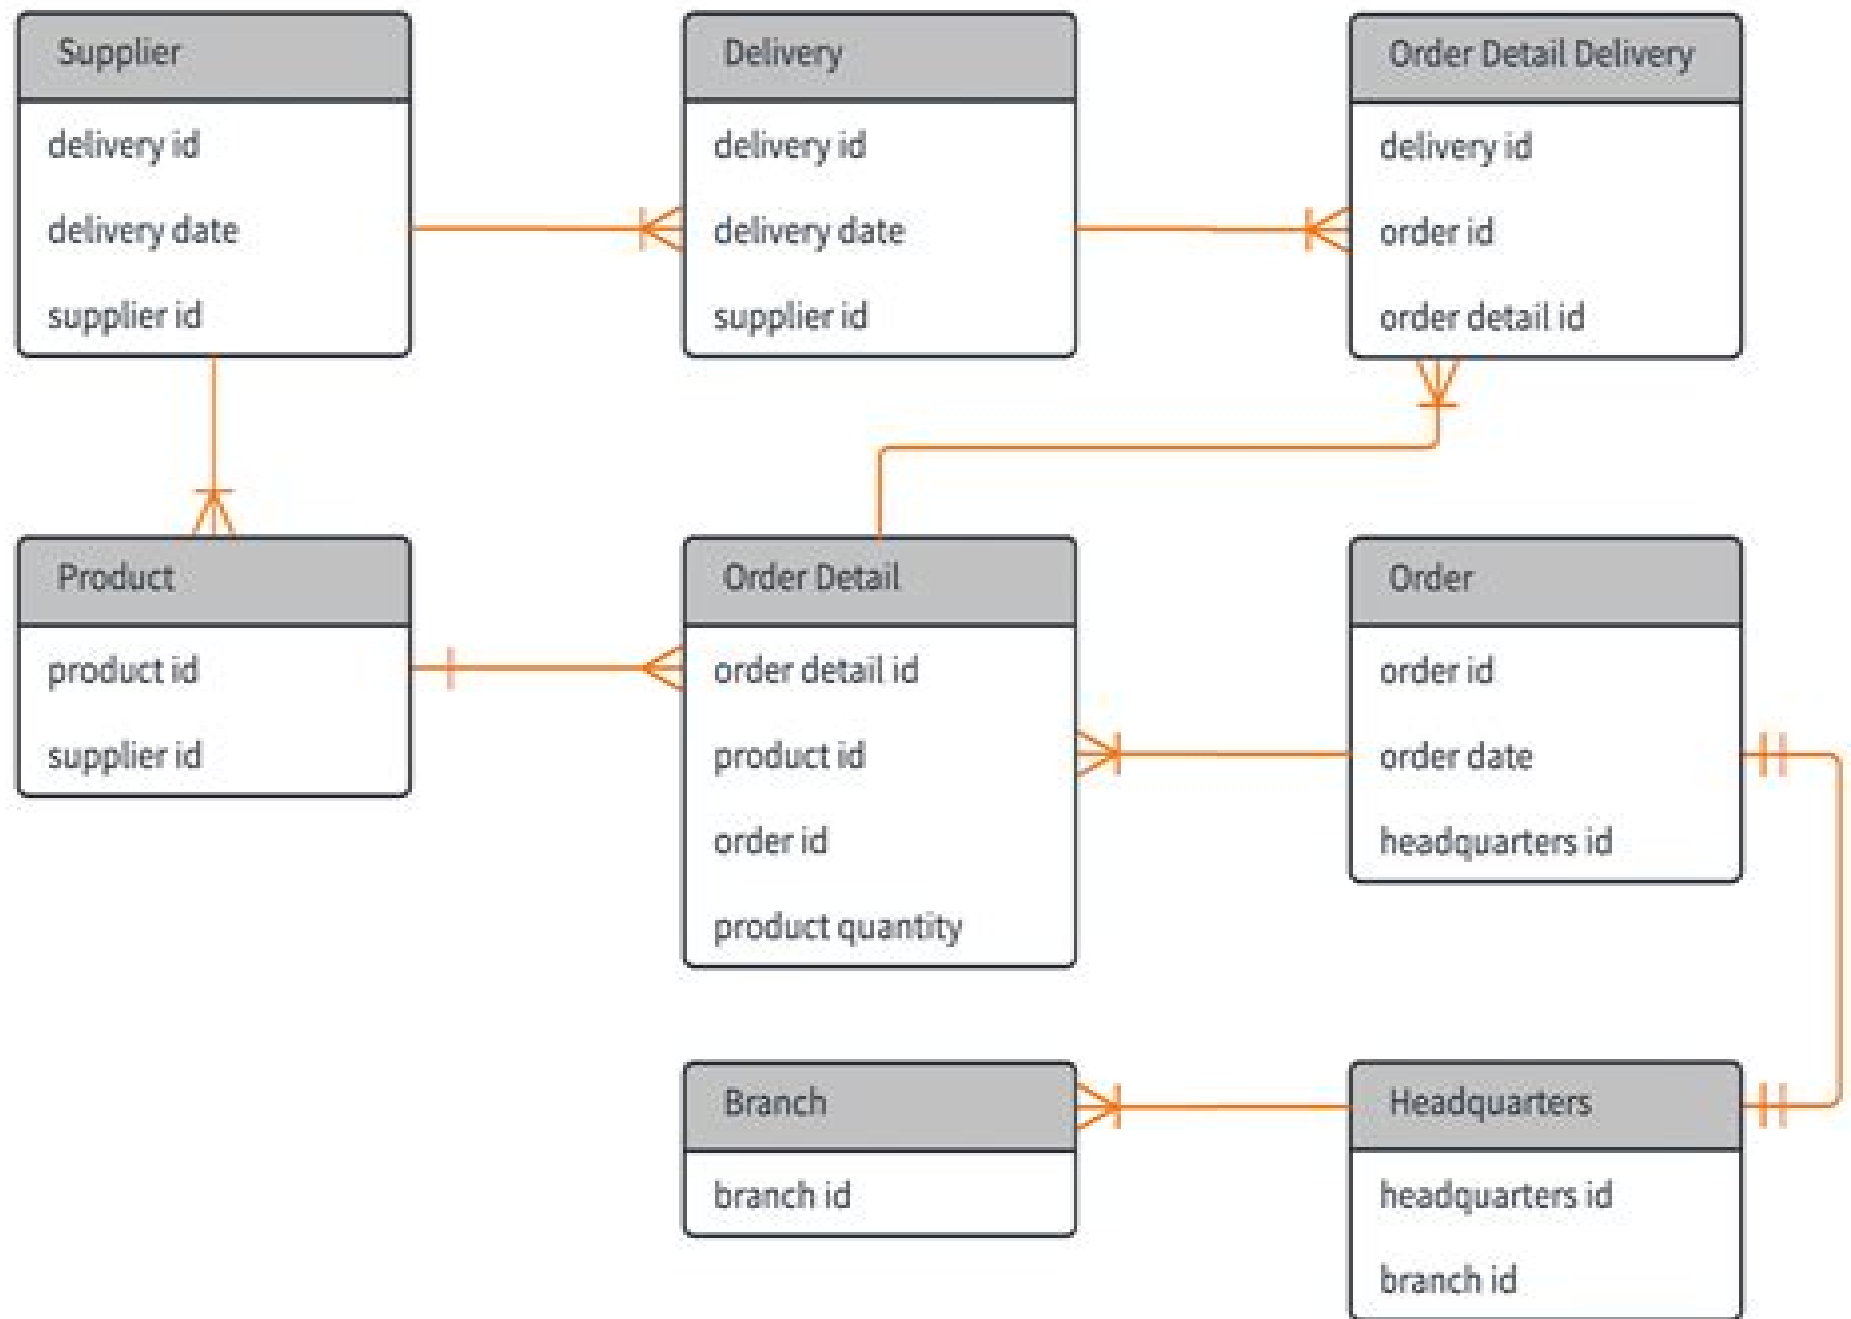 Supplier
delivery id
delivery date
supplier id
Delivery
delivery id
delivery date
supplier id
Order Detail Delivery
delivery id
order id
order detail id
Product
product id
supplier id
Order Detail
order detail id
product id
order id
product quantity
Order
order id
order date
headquarters id
Branch
branch id
Headquarters
headquarters id
branch id